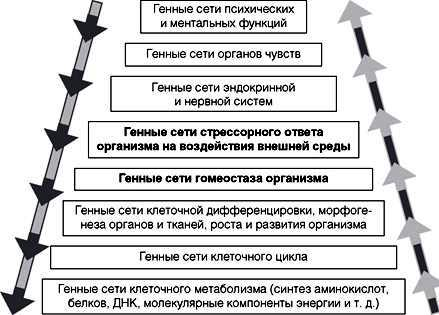 Генные сети психических
и ментальных функций
Генные сети органов чувств
Генные сети эндокринной
и нервной систем
Генные сети стрессорного ответа
организма на воздействия внешней среды
Генные сети гомеостаза организма
Генные сети клеточной дифференцировки, морфоге-
неза органов и тканей, роста и развития организма
Генные сети клеточного цикла
Генные сети клеточного метаболизма (синтез аминокислот,
белков, ДНК, молекулярные компоненты энергии и т. д.)